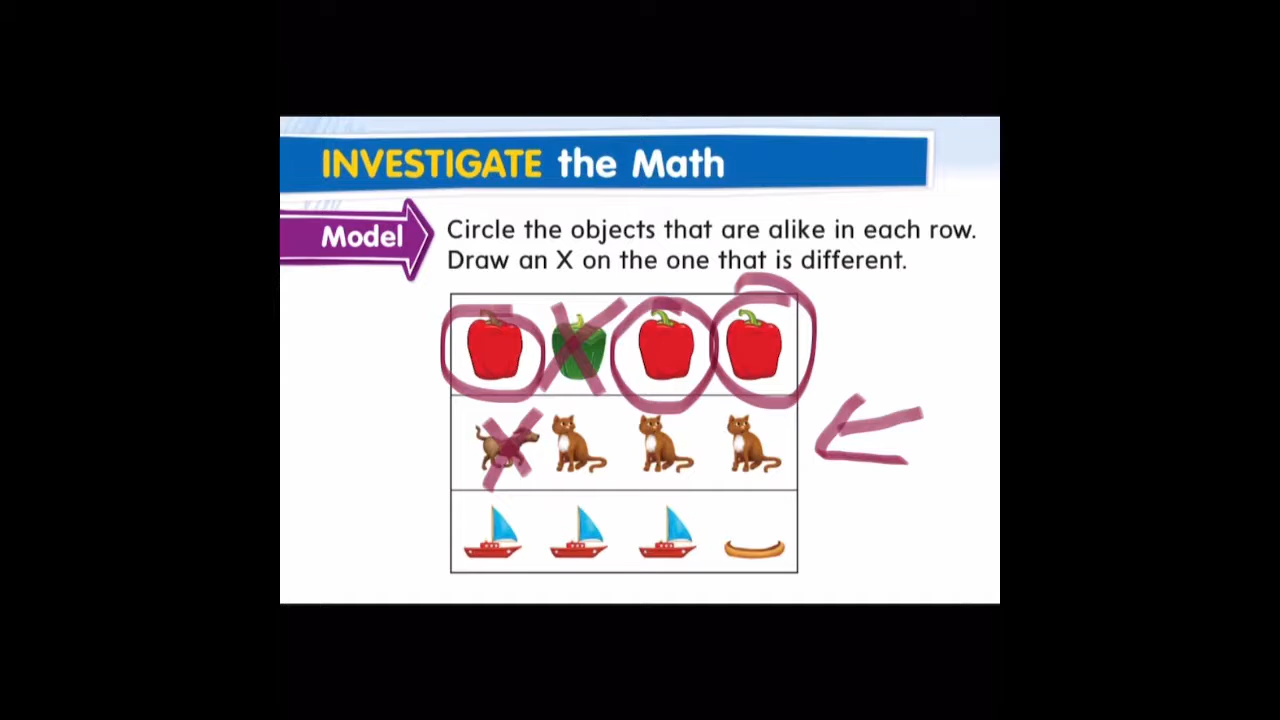 INVESTIGATE the Math
Model
Circle the objects that are alike in each row.
Draw an X on the one that is different.